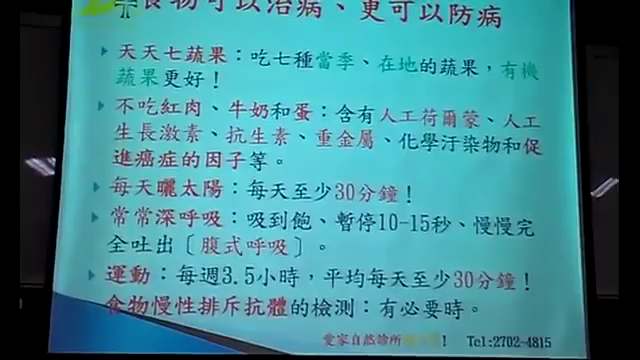 食物可以治病、更可以防病
天天七蔬果：吃七種當季、在地的蔬果，有機
蔬果更好！
不吃紅肉、牛奶和蛋：含有人工荷爾蒙、人工
生長激素、抗生素、重金屬、化學汙染物和促
進癌症的因子等。
每天曬太陽：每天至少30分鐘！
常常深呼吸：吸到飽、暫停10-15秒、慢慢完
全吐出〔腹式呼吸〕。
運動：每週3.5小時，平均每天至少30分鐘！
食物慢性排斥抗體的檢測：有必要時。
愛家自然診所 ! Tel:2702-4815